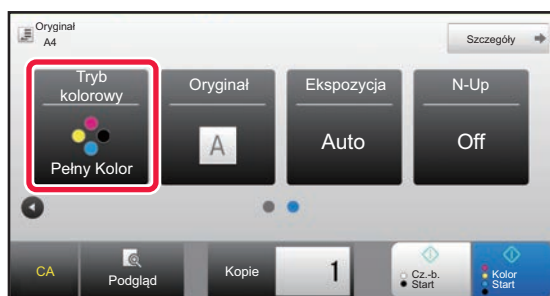 Oryginał
A4
Szczegóły
Tryb
kolorowy
Pełny Kolor
Oryginał
A
Ekspozycja
Auto
N-Up
Off
CA
Podgląd
Kopie
1
Cz.-b.
Start
Kolor
Start